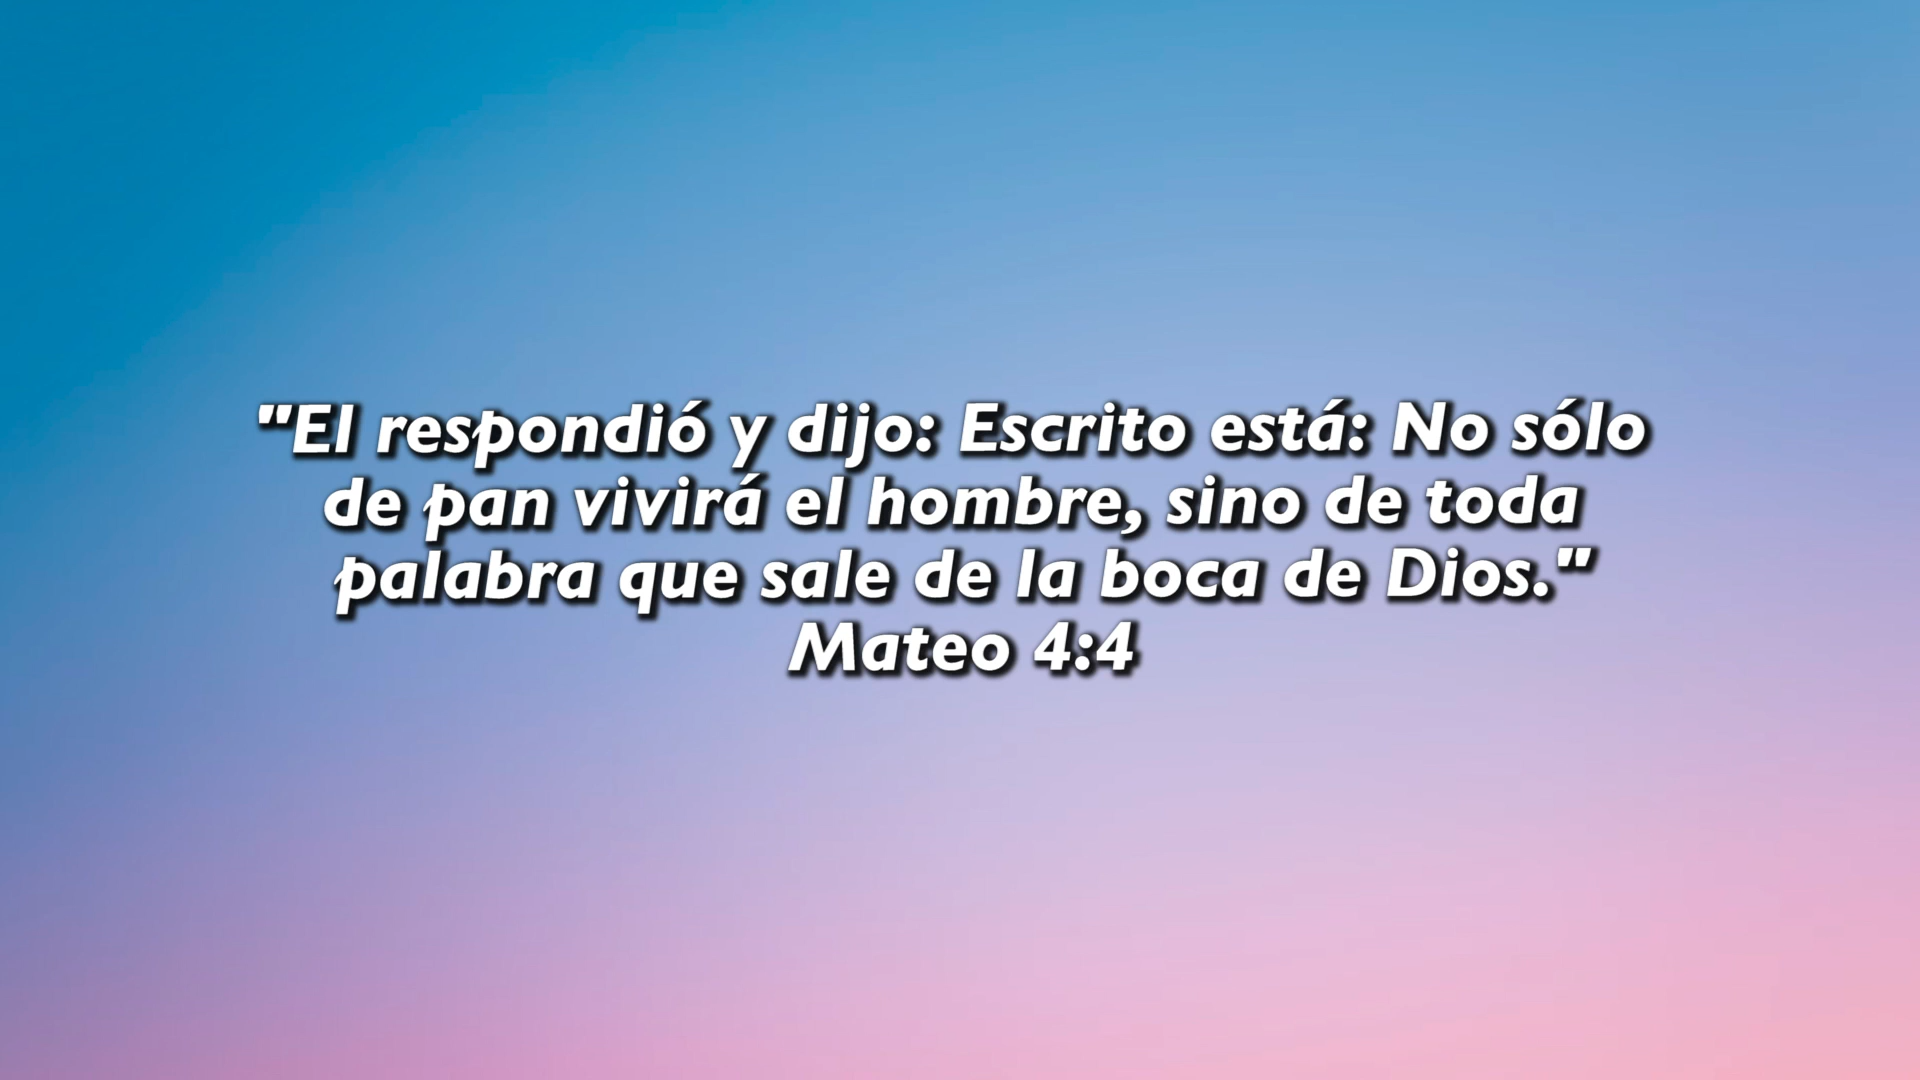 "El respondió y dijo: Escrito está: No sólo
de pan vivirá el hombre, sino de toda
palabra que sale de la boca de Dios."
Mateo 4:4